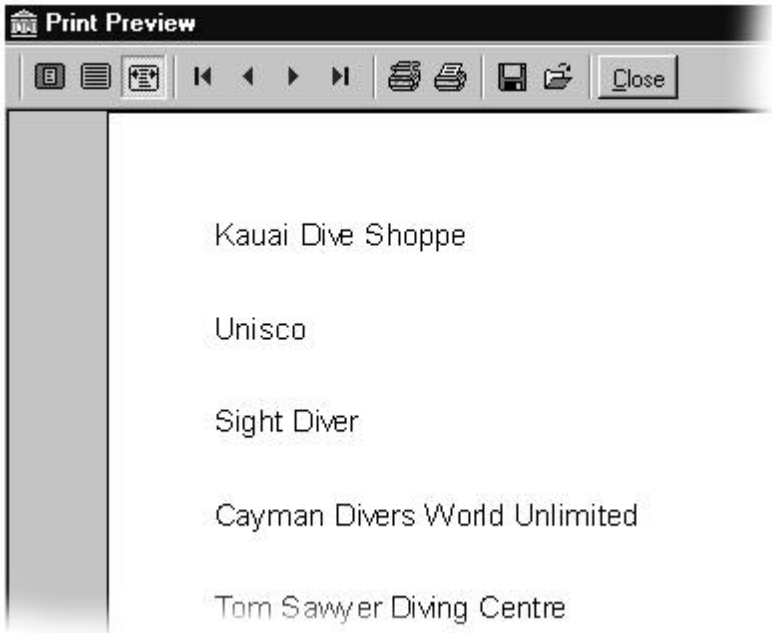 Print Preview
Close
Kauai Dive Shoppe
Unisco
Sight Diver
Cayman Divers World Unlimited
Tom Sawyer Diving Centre